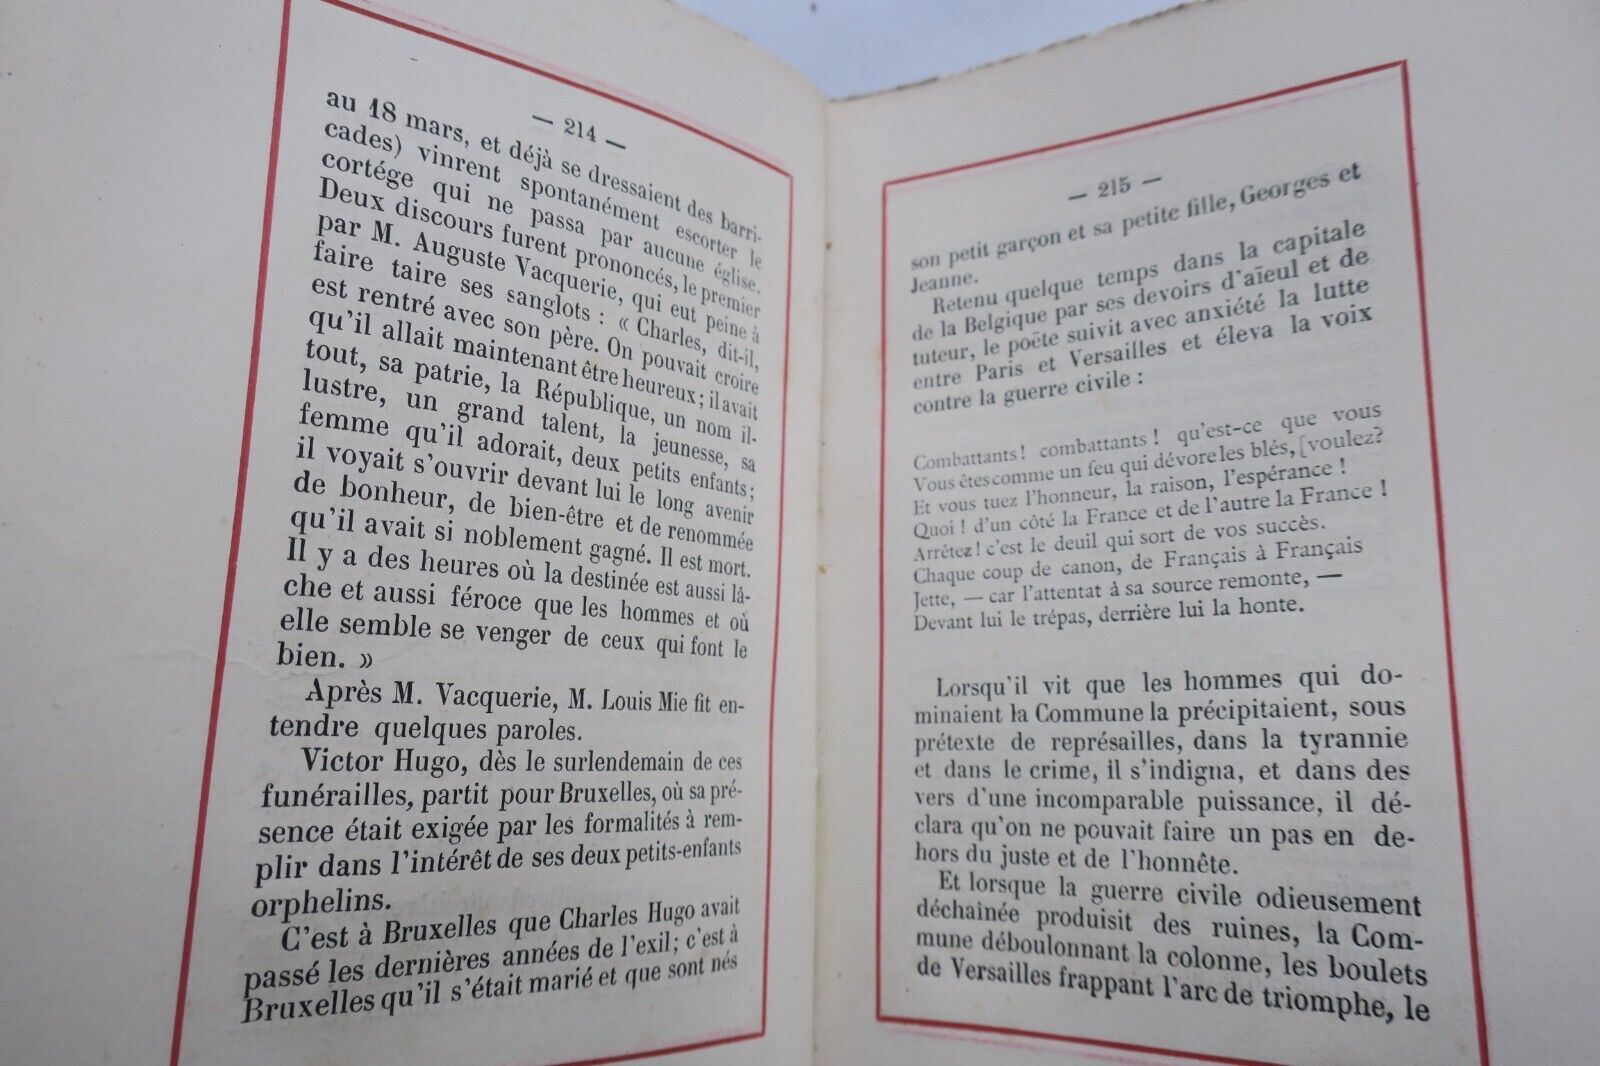 — 214 —
au 18 mars, et déjà se dressaient des barri-
cades) vinrent spontanément escorter le
cortége qui ne passa par aucune église.
Deux discours furent prononcés, le premier
par M. Auguste Vacquerie, qui eut peine à
faire taire ses sanglots : « Charles, dit-il,
est rentré avec son père. On pouvait croire
qu'il allait maintenant être heureux; il avait
tout, sa patrie, la République, un nom il-
lustre, un grand talent, la jeunesse, sa
femme qu'il adorait, deux petits enfants;
il voyait s'ouvrir devant lui le long avenir
de bonheur, de bien-être et de renommée
qu'il avait si noblement gagné. Il est mort.
Il y a des heures où la destinée est aussi lâ-
che et aussi féroce que les hommes et où
elle semble se venger de ceux qui font le
bien. »
Après M. Vacquerie, M. Louis Mie fit en-
tendre quelques paroles.
Victor Hugo, dès le surlendemain de ces
funérailles, partit pour Bruxelles, où sa pré-
sence était exigée par les formalités à rem-
plir dans l'intérêt de ses deux petits-enfants
orphelins.
C'est à Bruxelles que Charles Hugo avait
passé les dernières années de l'exil; c'est à
Bruxelles qu'il s'était marié et que sont nés
— 215 —
son petit garçon et sa petite fille, Georges et
Jeanne.
Retenu quelque temps dans la capitale
de la Belgique par ses devoirs d'aïeul et de
tuteur, le poëte suivit avec anxiété la lutte
entre Paris et Versailles et éleva la voix
contre la guerre civile :
Combattants! combattants! qu'est-ce que vous
Vous êtes comme un feu qui dévore les blés, [voulez?
Et vous tuez l'honneur, la raison, l'espérance!
Quoi! d'un côté la France et de l'autre la France!
Arrêtez! c'est le deuil qui sort de vos succès.
Chaque coup de canon, de Français à Français
Jette, — car l'attentat à sa source remonte, —
Devant lui le trépas, derrière lui la honte.
Lorsqu'il vit que les hommes qui do-
minaient la Commune la précipitaient, sous
prétexte de représailles, dans la tyrannie
et dans le crime, il s'indigna, et dans des
vers d'une incomparable puissance, il dé-
clara qu'on ne pouvait faire un pas en de-
hors du juste et de l'honnête.
Et lorsque la guerre civile odieusement
déchaînée produisit des ruines, la Com-
mune déboulonnant la colonne, les boulets
de Versailles frappant l'arc de triomphe, le